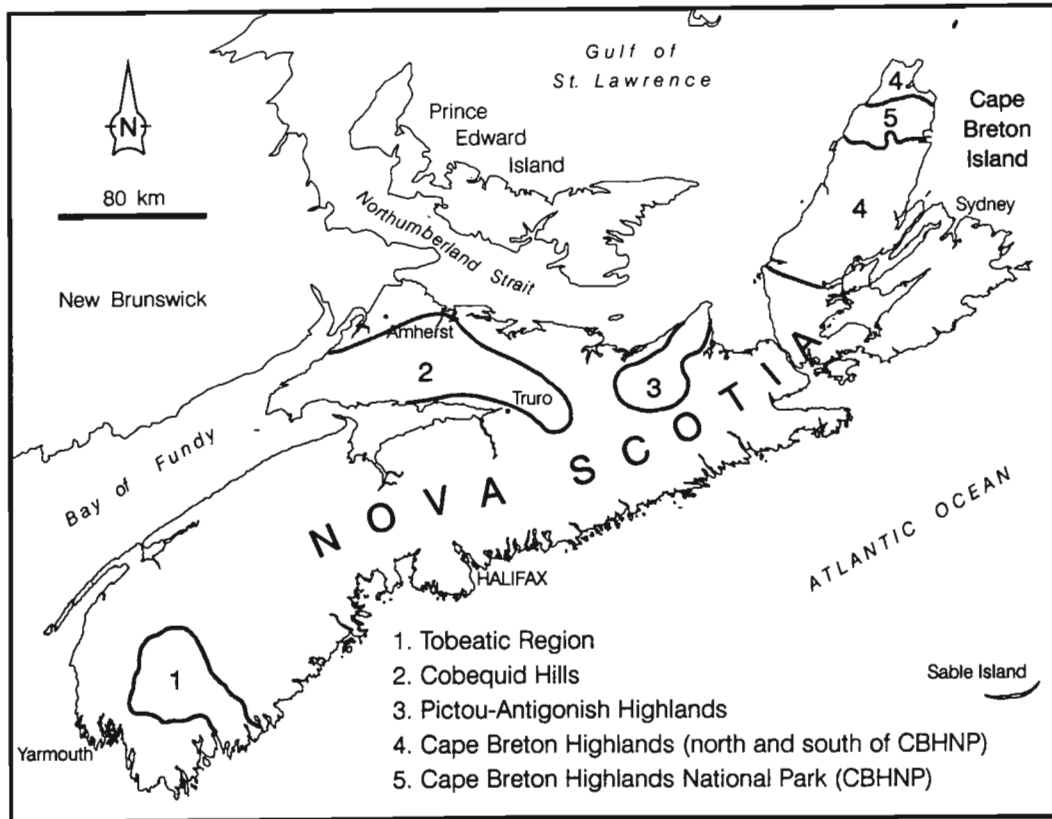 Gulf of
St. Lawrence
4
5
Cape
Breton
Island
N
Prince
Edward
Island
80 km
4
Sydney
Northumberland Strait
New Brunswick
Amherst
2
3
Truro
Bay of Fundy
NOVA SCOTIA
ATLANTIC OCEAN
HALIFAX
1
Yarmouth
Sable Island
1. Tobeatic Region
2. Cobequid Hills
3. Pictou-Antigonish Highlands
4. Cape Breton Highlands (north and south of CBHNP)
5. Cape Breton Highlands National Park (CBHNP)